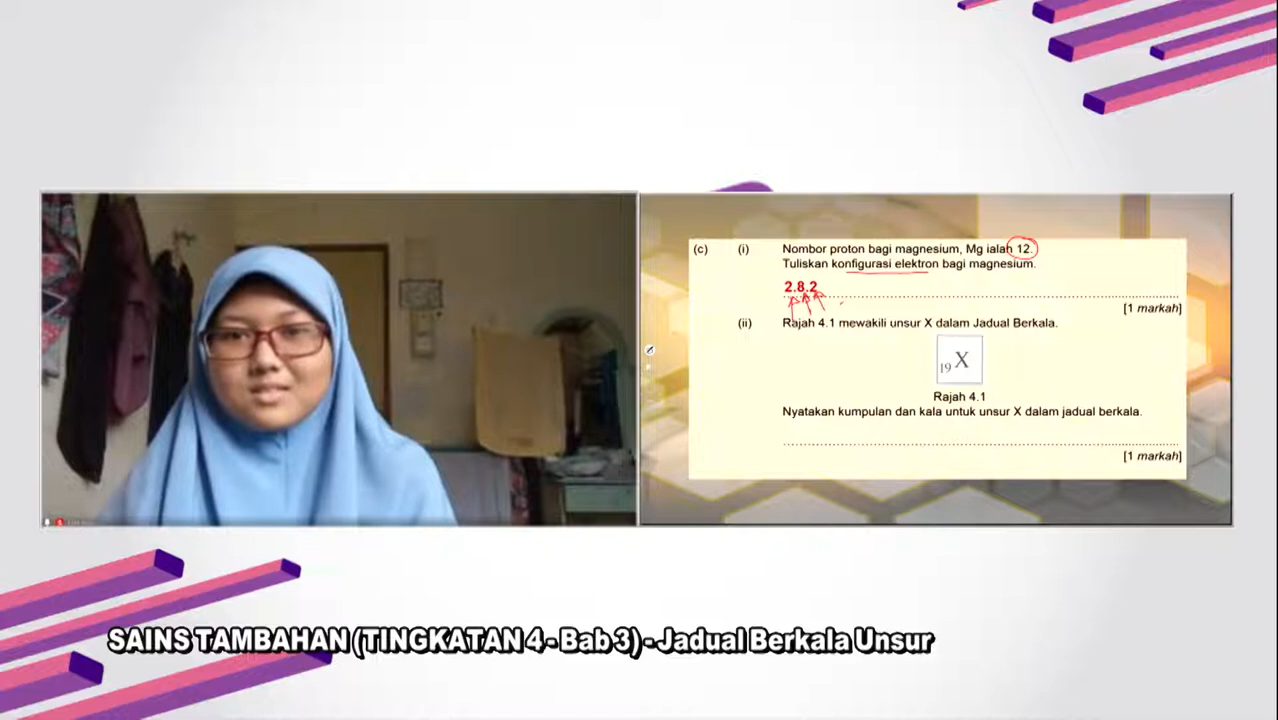 (c) (i) Nombor proton bagi magnesium, Mg ialah 12.
Tuliskan konfigurasi elektron bagi magnesium.
2.8.2
[1 markah]
(ii) Rajah 4.1 mewakili unsur X dalam Jadual Berkala.
19 X
Rajah 4.1
Nyatakan kumpulan dan kala untuk unsur X dalam jadual berkala.
[1 markah]
SAINS TAMBAHAN (TINGKATAN 4 - Bab 3) - Jadual Berkala Unsur